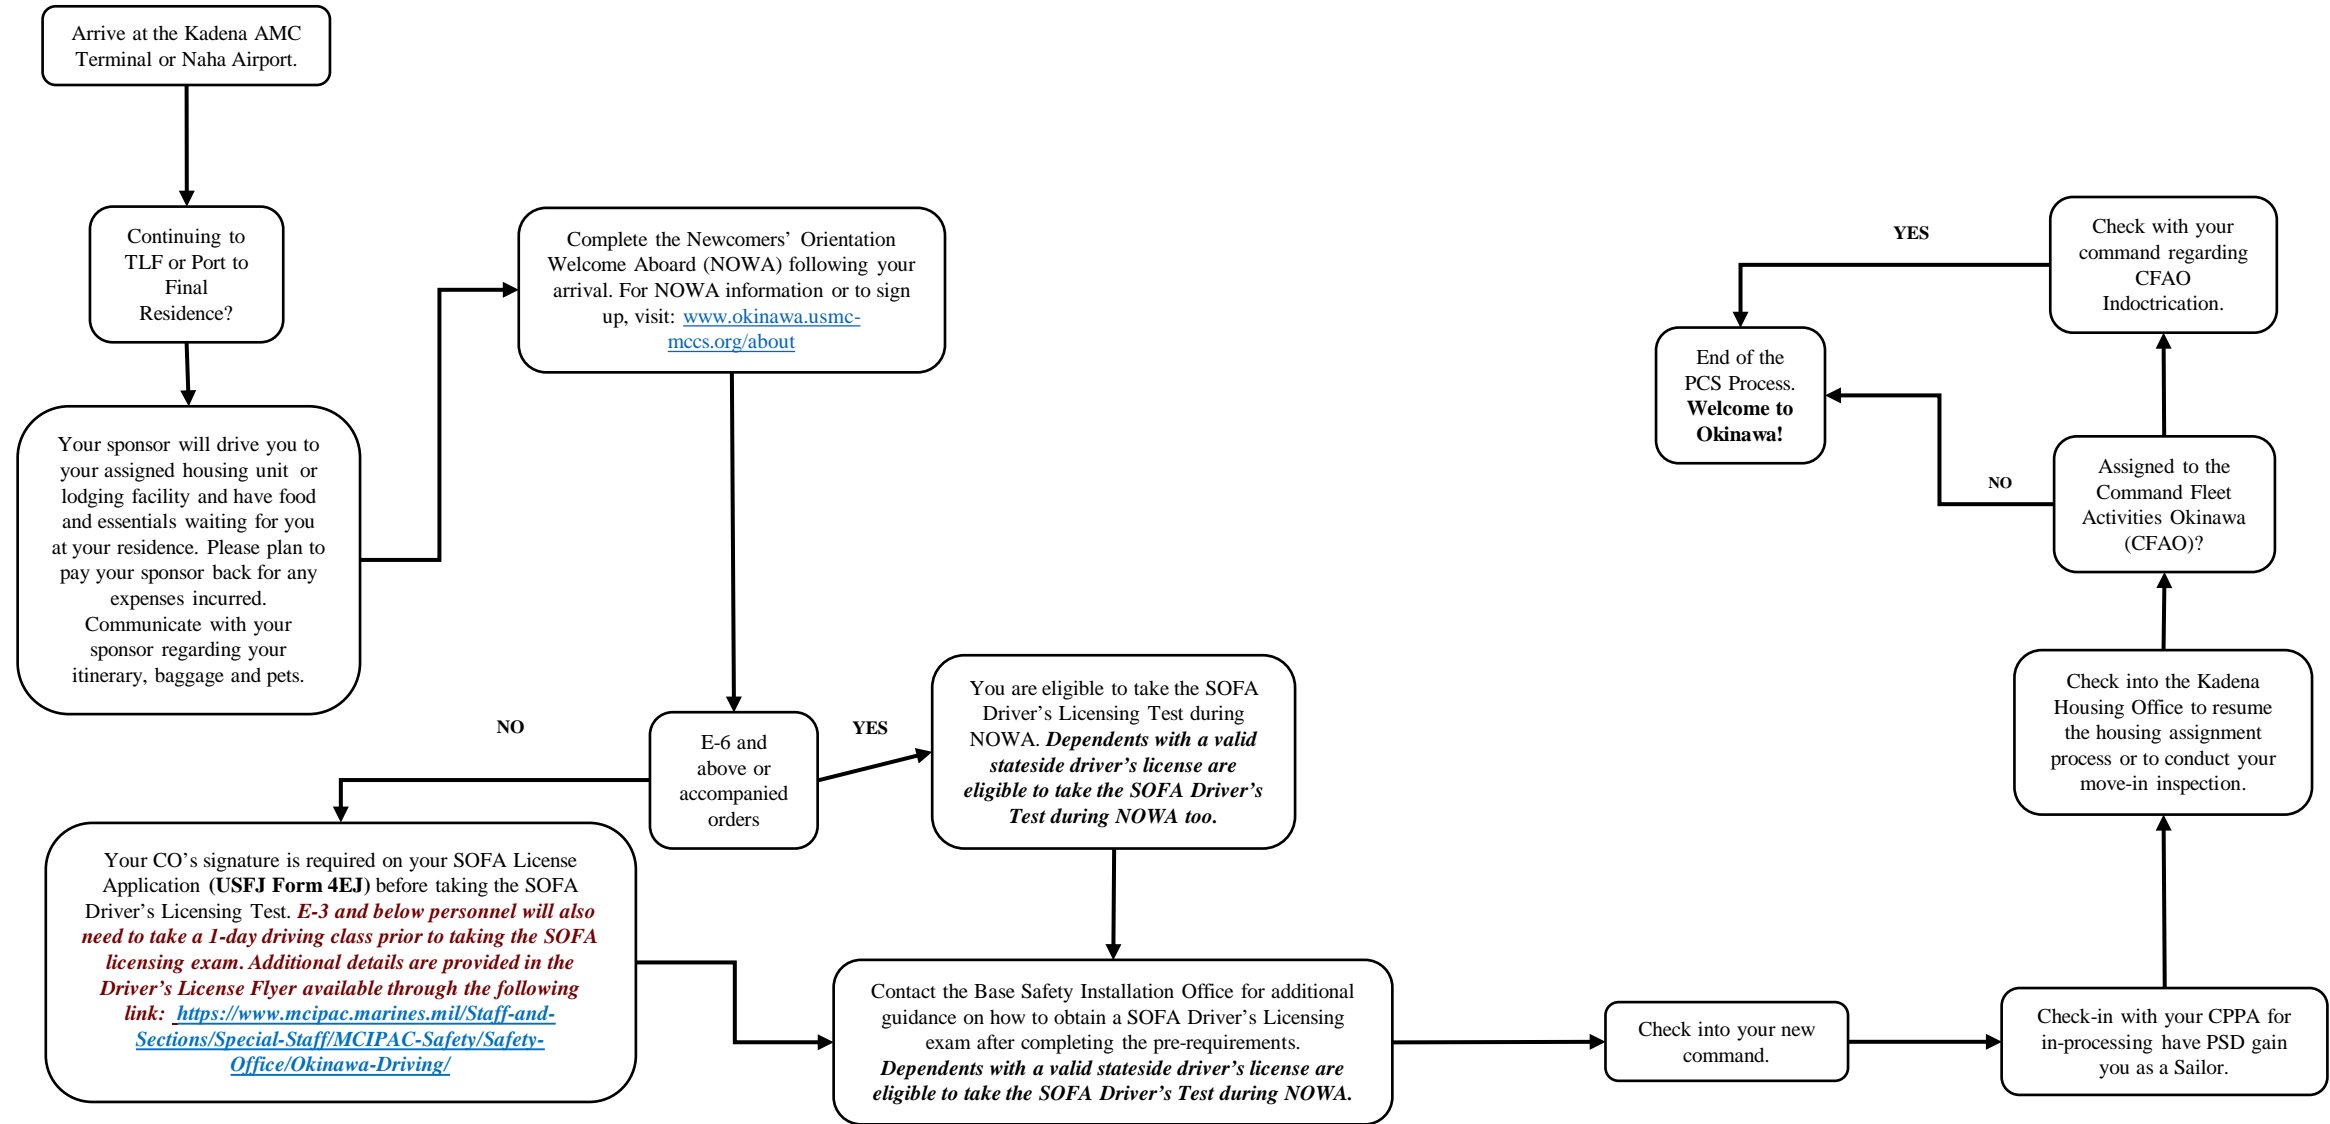 Arrive at the Kadena AMC
Terminal or Naha Airport.
Continuing to
TLF or Port to
Final
Residence?
Your sponsor will drive you to
your assigned housing unit or
lodging facility and have food
and essentials waiting for you
at your residence. Please plan to
pay your sponsor back for any
expenses incurred.
Communicate with your
sponsor regarding your
itinerary, baggage and pets.
Complete the Newcomers' Orientation
Welcome Aboard (NOWA) following your
arrival. For NOWA information or to sign
up, visit: www.okinawa.usmc-
mccs.org/about
NO
E-6 and
above or
accompanied
orders
YES
You are eligible to take the SOFA
Driver's Licensing Test during
NOWA. Dependents with a valid
stateside driver's license are
eligible to take the SOFA Driver's
Test during NOWA too.
Your CO's signature is required on your SOFA License
Application (USFJ Form 4EJ) before taking the SOFA
Driver's Licensing Test. E-3 and below personnel will also
need to take a 1-day driving class prior to taking the SOFA
licensing exam. Additional details are provided in the
Driver's License Flyer available through the following
link: https://www.mcipac.marines.mil/Staff-and-
Sections/Special-Staff/MCIPAC-Safety/Safety-
Office/Okinawa-Driving/
Contact the Base Safety Installation Office for additional
guidance on how to obtain a SOFA Driver's Licensing
exam after completing the pre-requirements.
Dependents with a valid stateside driver's license are
eligible to take the SOFA Driver's Test during NOWA.
Check into your new
command.
Check-in with your CPPA for
in-processing have PSD gain
you as a Sailor.
Check into the Kadena
Housing Office to resume
the housing assignment
process or to conduct your
move-in inspection.
Assigned to the
Command Fleet
Activities Okinawa
(CFAO)?
NO
Check with your
command regarding
CFAO
Indoctrication.
YES
End of the
PCS Process.
Welcome to
Okinawa!